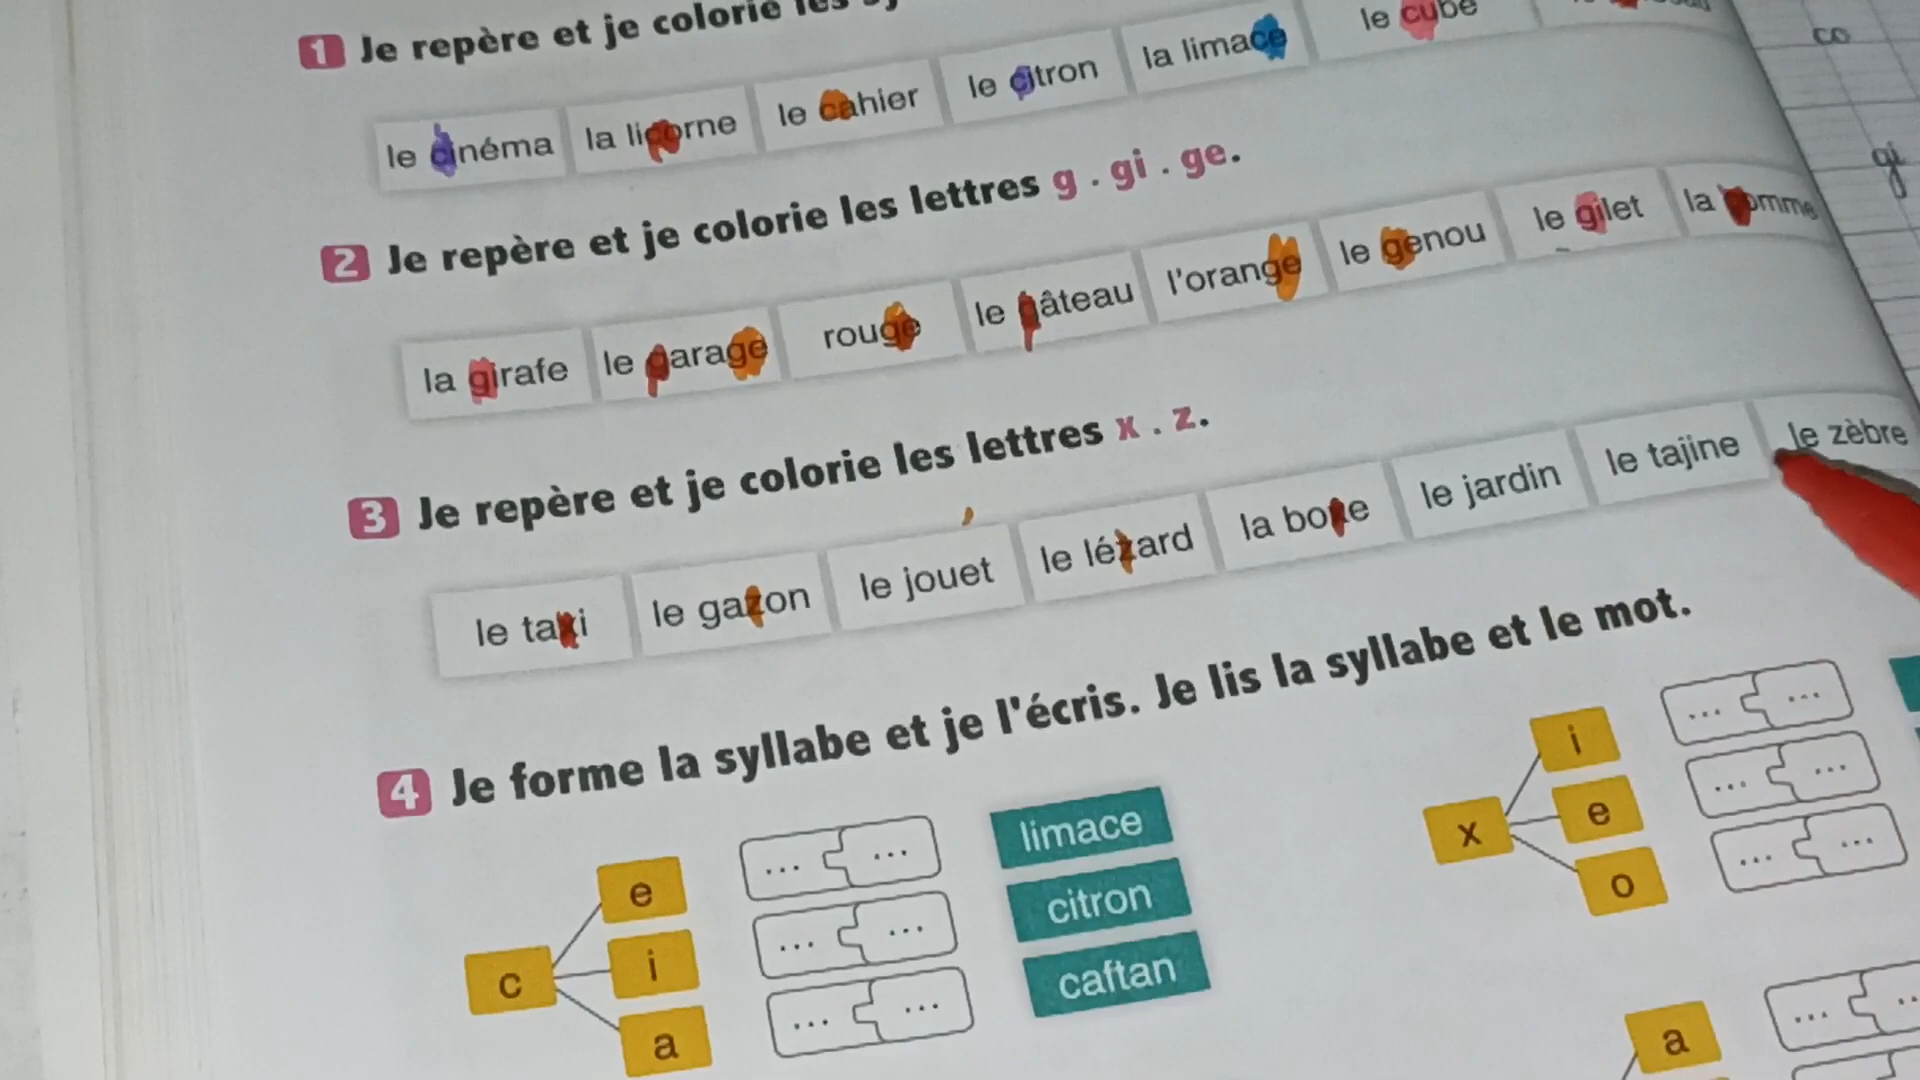 1 Je repère et je colorie les
le cinéma la licorne le cahier le citron la limace le cube
2 Je repère et je colorie les lettres g . gi . ge.
la girafe le garage rouge le gâteau l'orange le genou le gilet la gomme
3 Je repère et je colorie les lettres x . z.
le taxi le gazon le jouet le lézard la boxe le jardin le tajine le zèbre
4 Je forme la syllabe et je l'écris. Je lis la syllabe et le mot.
c
e ... ... limace
i ... ... citron
a ... ... caftan
x
i ... ...
e ... ...
o ... ...
a ...
co
gi